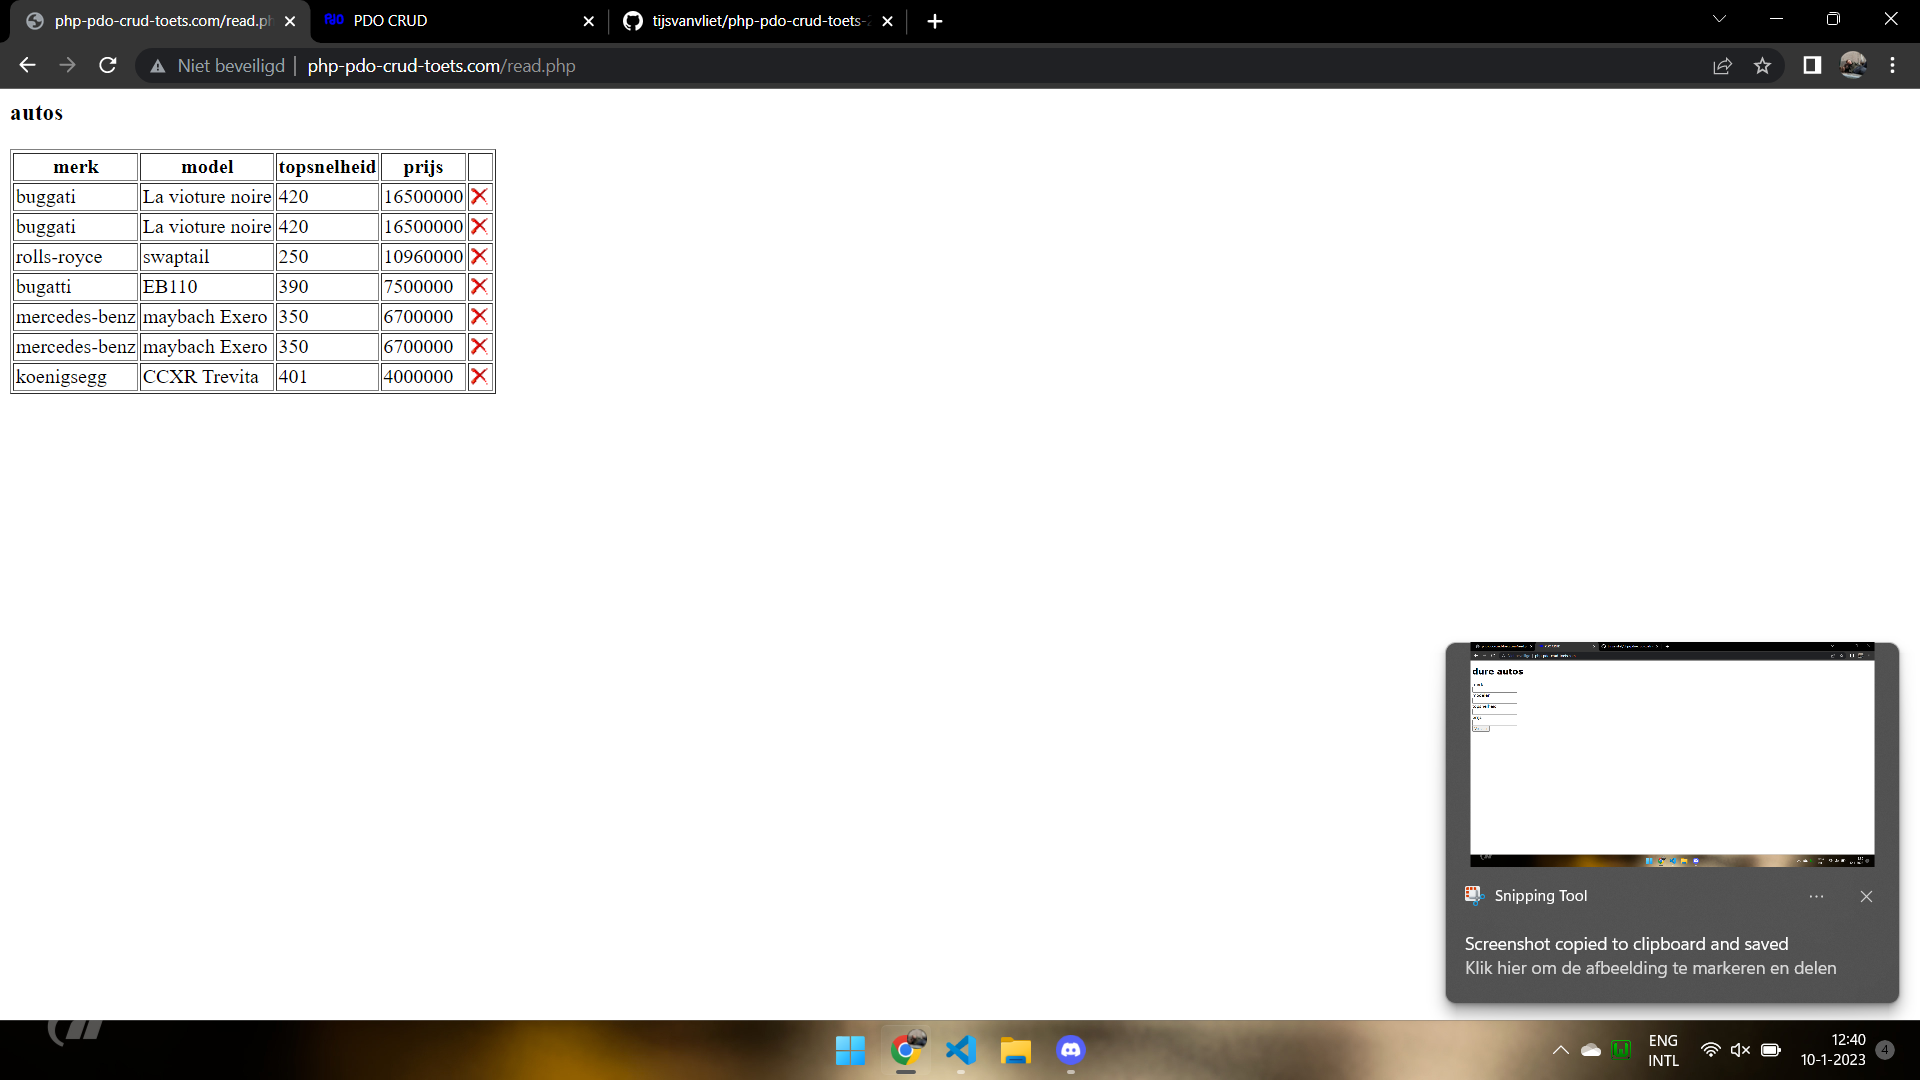 php-pdo-crud-toets.com/read.ph
PDO CRUD
tijsvanvliet/php-pdo-crud-toets-2
Niet beveiligd | php-pdo-crud-toets.com/read.php
autos
merk model topsnelheid prijs
buggati La vioture noire 420 16500000
buggati La vioture noire 420 16500000
rolls-royce swaptail 250 10960000
bugatti EB110 390 7500000
mercedes-benz maybach Exero 350 6700000
mercedes-benz maybach Exero 350 6700000
koenigsegg CCXR Trevita 401 4000000
dure autos
Snipping Tool
Screenshot copied to clipboard and saved
Klik hier om de afbeelding te markeren en delen
ENG
INTL
12:40
10-1-2023
4